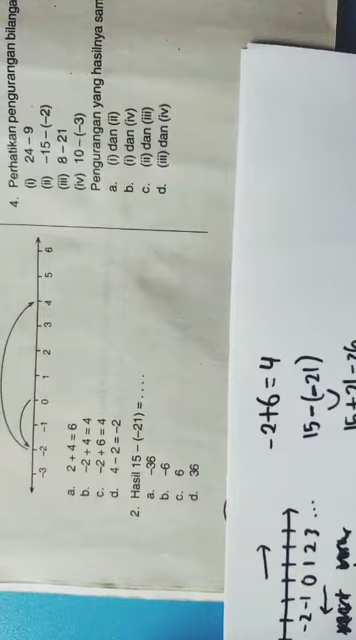 -3 -2 -1 0 1 2 3 4 5 6
a. 2 + 4 = 6
b. -2 + 4 = 4
c. -2 + 6 = 4
d. 4 - 2 = -2
2. Hasil 15 - (-21) = . . . .
a. -36
b. -6
c. 6
d. 36
4. Perhatikan pengurangan
(i) 24 - 9
(ii) -15 - (-2)
(iii) 8 - 21
(iv) 10 - (-3)
Pengurangan yang hasilnya
a. (i) dan (ii)
b. (i) dan (iv)
c. (ii) dan (iii)
d. (iii) dan (iv)
→
-2 -1 0 1 2 3 ...
←
-2+6=4
15-(-21)
15+21=36